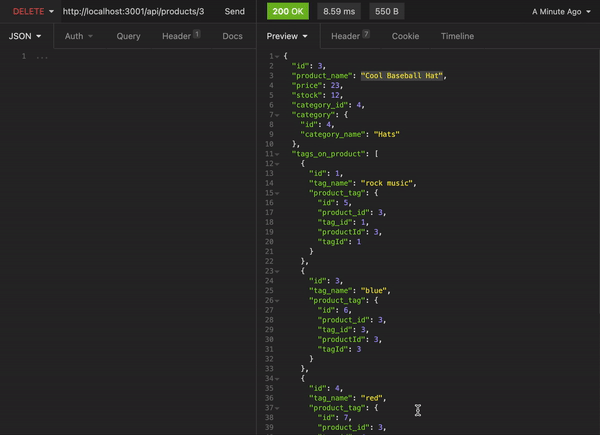 DELETE http://localhost:3001/api/products/3 Send
200 OK 8.59 ms 550 B A Minute Ago
JSON Auth Query Header 1 Docs
Preview Header 7 Cookie Timeline
1 ...
1 {
2 "id": 3,
3 "product_name": "Cool Baseball Hat",
4 "price": 23,
5 "stock": 12,
6 "category_id": 4,
7 "category": {
8 "id": 4,
9 "category_name": "Hats"
10 },
11 "tags_on_product": [
12 {
13 "id": 1,
14 "tag_name": "rock music",
15 "product_tag": {
16 "id": 5,
17 "product_id": 3,
18 "tag_id": 1,
19 "productId": 3,
20 "tagId": 1
21 }
22 },
23 {
24 "id": 3,
25 "tag_name": "blue",
26 "product_tag": {
27 "id": 6,
28 "product_id": 3,
29 "tag_id": 3,
30 "productId": 3,
31 "tagId": 3
32 }
33 },
34 {
35 "id": 4,
36 "tag_name": "red",
37 "product_tag": {
38 "id": 7,
39 "product_id": 3,